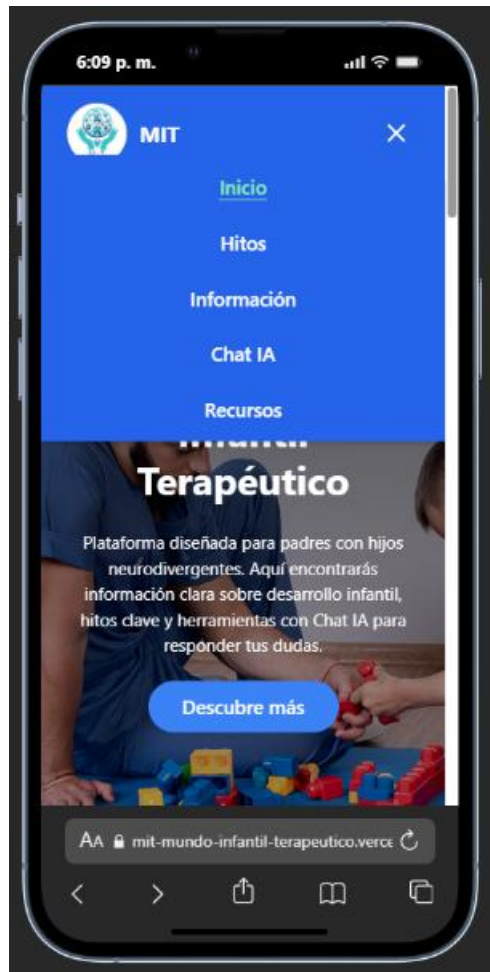 6:09 p. m.
MIT
Inicio
Hitos
Información
Chat IA
Recursos
Terapéutico
Plataforma diseñada para padres con hijos
neurodivergentes. Aquí encontrarás
información clara sobre desarrollo infantil,
hitos clave y herramientas con Chat IA para
responder tus dudas.
Descubre más
AA mit-mundo-infantil-terapeutico.verce